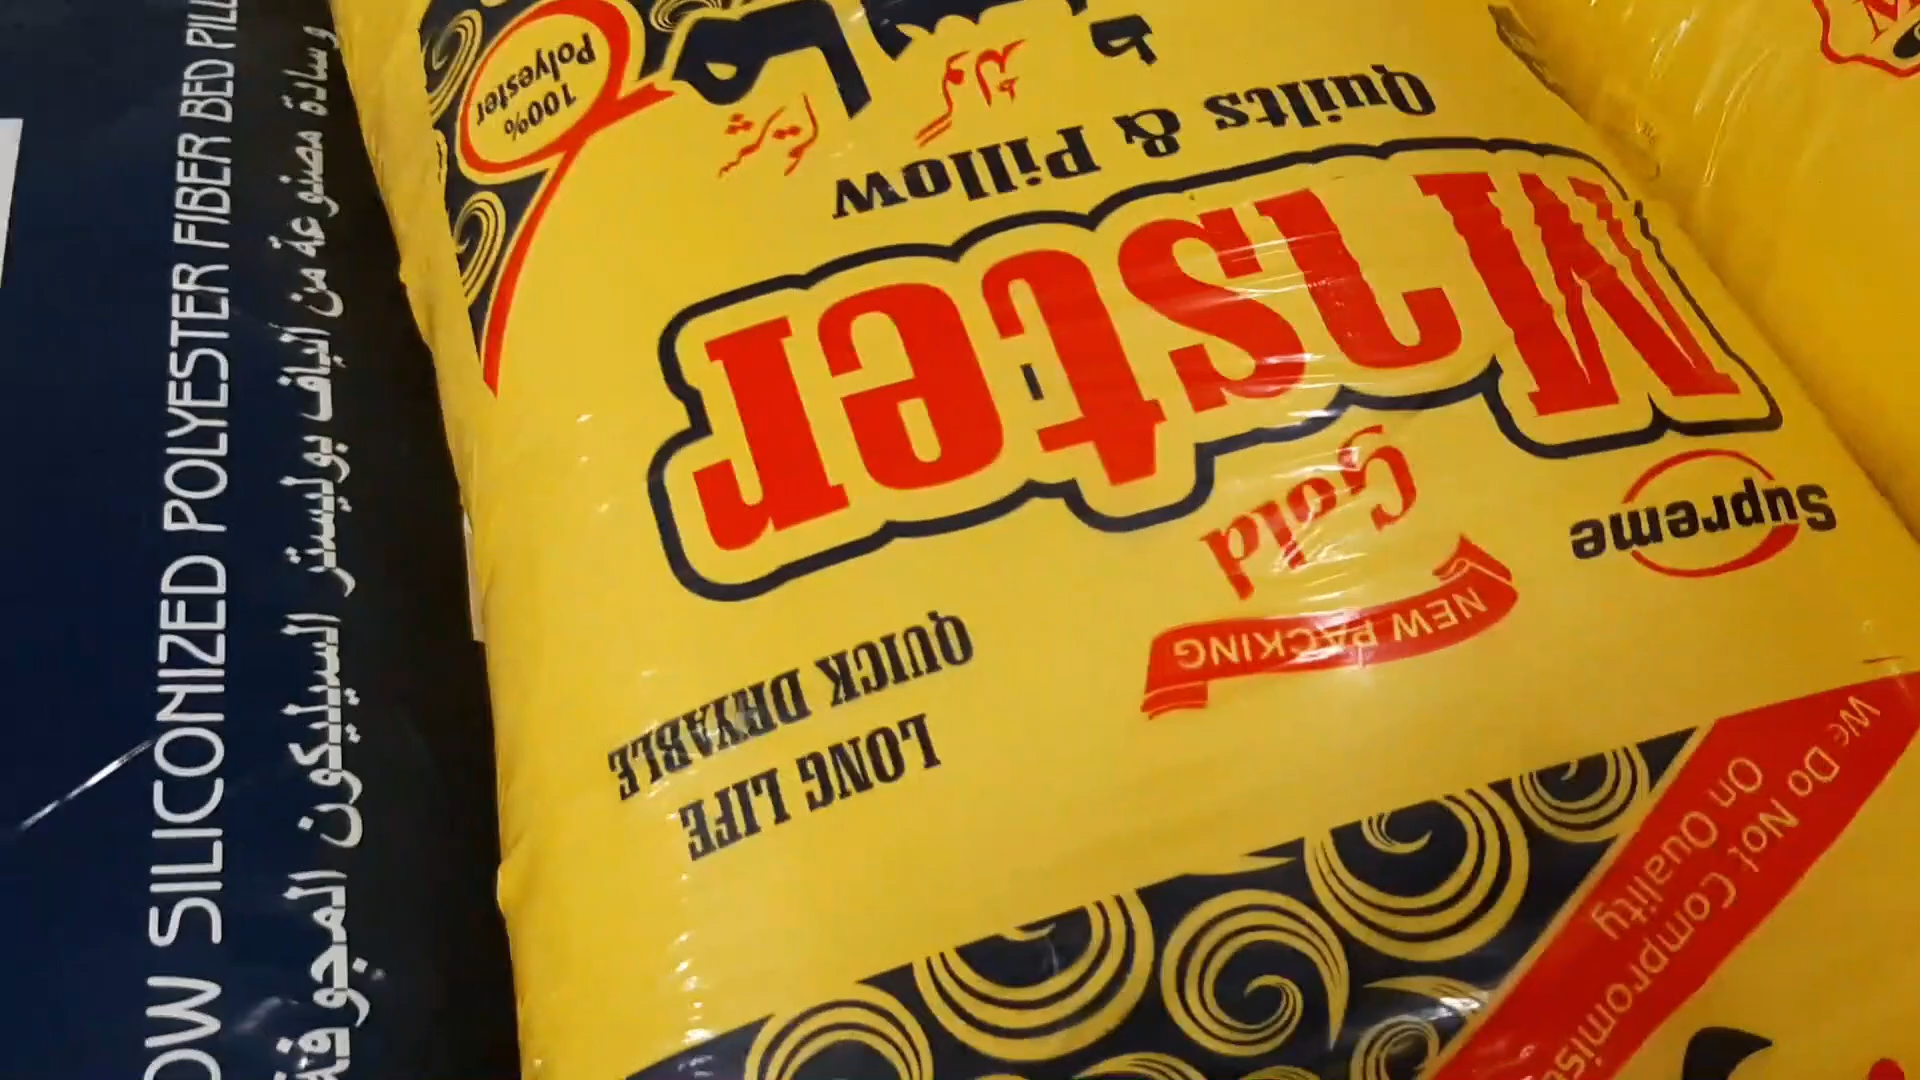 We Do Not Compromise
On Quality
Supreme
NEW PACKING
Gold
Master
Quilts & Pillow
LONG LIFE
QUICK DRYABLE
100%
Polyester
OW SILICONIZED POLYESTER FIBER BED PILL
وسادة مصنوعة من ألياف بوليستر السيليكون المجوفة